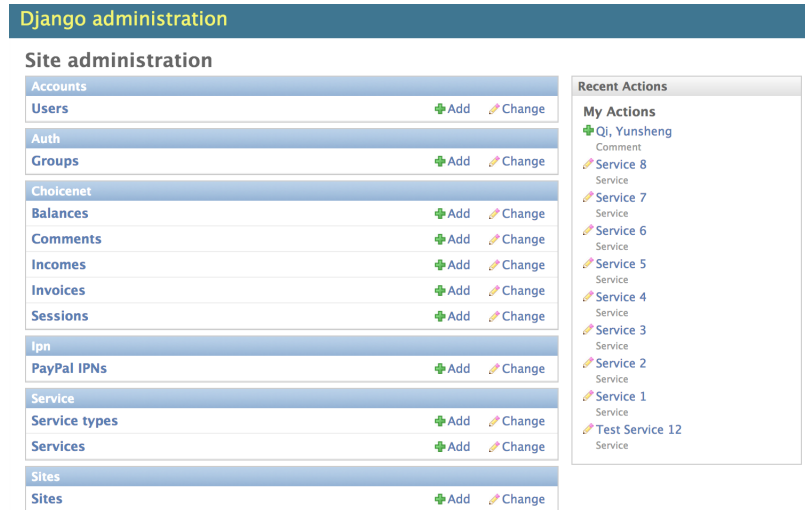 Django administration
Site administration
Accounts
Users Add Change
Auth
Groups Add Change
Choicenet
Balances Add Change
Comments Add Change
Incomes Add Change
Invoices Add Change
Sessions Add Change
Ipn
PayPal IPNs Add Change
Service
Service types Add Change
Services Add Change
Sites
Sites Add Change
Recent Actions
My Actions
Qi, Yunsheng
Comment
Service 8
Service
Service 7
Service
Service 6
Service
Service 5
Service
Service 4
Service
Service 3
Service
Service 2
Service
Service 1
Service
Test Service 12
Service